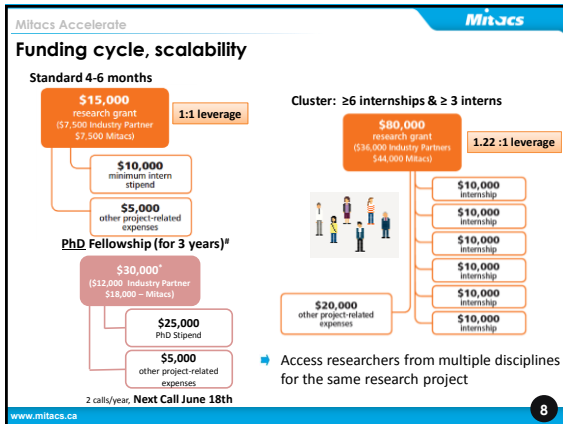 Mitacs Accelerate
Mitacs
Funding cycle, scalability
Standard 4-6 months
$15,000
research grant
($7,500 Industry Partner
$7,500 Mitacs)
1:1 leverage
$10,000
minimum intern
stipend
$5,000
other project-related
expenses
PhD Fellowship (for 3 years)#
$30,000*
($12,000 Industry Partner
$18,000 – Mitacs)
$25,000
PhD Stipend
$5,000
other project-related
expenses
2 calls/year, Next Call June 18th
Cluster: ≥6 internships & ≥ 3 interns
$80,000
research grant
($36,000 Industry Partners
$44,000 Mitacs)
1.22 :1 leverage
$10,000
internship
$10,000
internship
$10,000
internship
$10,000
internship
$10,000
internship
$10,000
internship
$20,000
other project-related
expenses
Access researchers from multiple disciplines
for the same research project
www.mitacs.ca
8